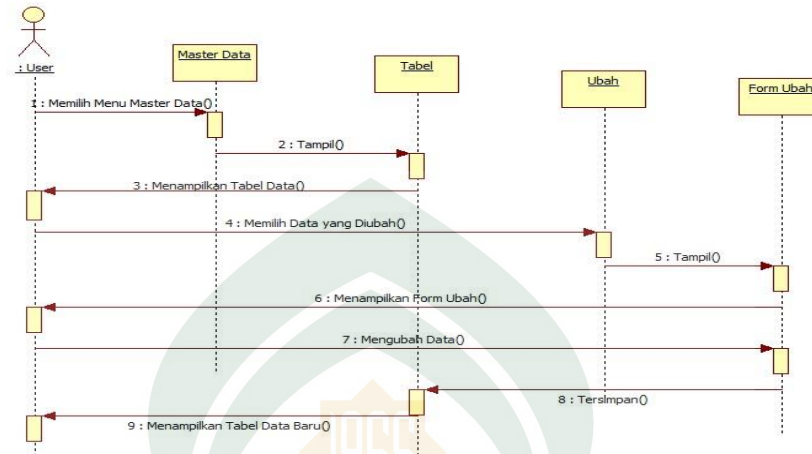 : User
Master Data
Tabel
Ubah
Form Ubah
1 : Memilih Menu Master Data()
2 : Tampil()
3 : Menampilkan Tabel Data()
4 : Memilih Data yang Diubah()
5 : Tampil()
6 : Menampilkan Form Ubah()
7 : Mengubah Data()
8 : Tersimpan()
9 : Menampilkan Tabel Data Baru()